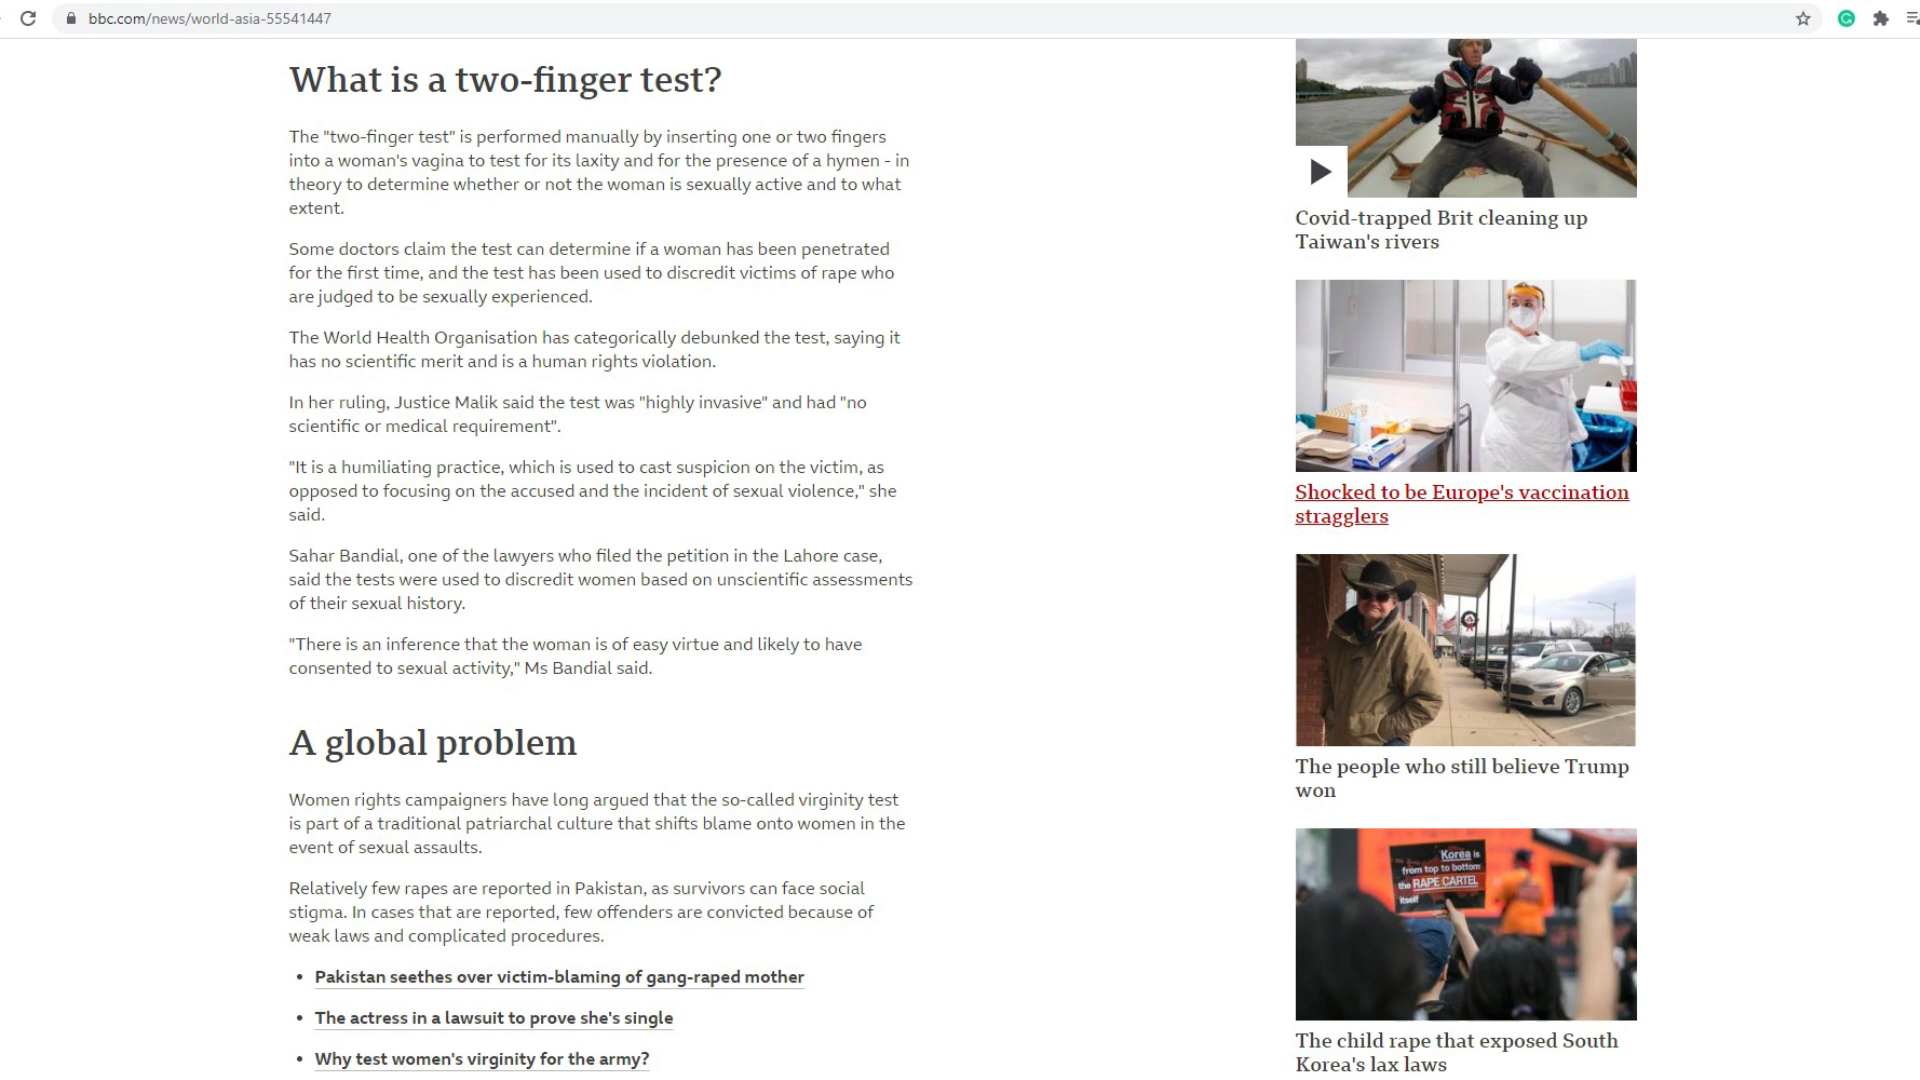 bbc.com/news/world-asia-55541447
What is a two-finger test?
The "two-finger test" is performed manually by inserting one or two fingers
into a woman's vagina to test for its laxity and for the presence of a hymen - in
theory to determine whether or not the woman is sexually active and to what
extent.
Some doctors claim the test can determine if a woman has been penetrated
for the first time, and the test has been used to discredit victims of rape who
are judged to be sexually experienced.
The World Health Organisation has categorically debunked the test, saying it
has no scientific merit and is a human rights violation.
In her ruling, Justice Malik said the test was "highly invasive" and had "no
scientific or medical requirement".
"It is a humiliating practice, which is used to cast suspicion on the victim, as
opposed to focusing on the accused and the incident of sexual violence," she
said.
Sahar Bandial, one of the lawyers who filed the petition in the Lahore case,
said the tests were used to discredit women based on unscientific assessments
of their sexual history.
"There is an inference that the woman is of easy virtue and likely to have
consented to sexual activity," Ms Bandial said.
A global problem
Women rights campaigners have long argued that the so-called virginity test
is part of a traditional patriarchal culture that shifts blame onto women in the
event of sexual assaults.
Relatively few rapes are reported in Pakistan, as survivors can face social
stigma. In cases that are reported, few offenders are convicted because of
weak laws and complicated procedures.
• Pakistan seethes over victim-blaming of gang-raped mother
• The actress in a lawsuit to prove she's single
• Why test women's virginity for the army?
Covid-trapped Brit cleaning up
Taiwan's rivers
Shocked to be Europe's vaccination
stragglers
The people who still believe Trump
won
Korea is
from top to bottom
the RAPE CARTEL
itself
The child rape that exposed South
Korea's lax laws